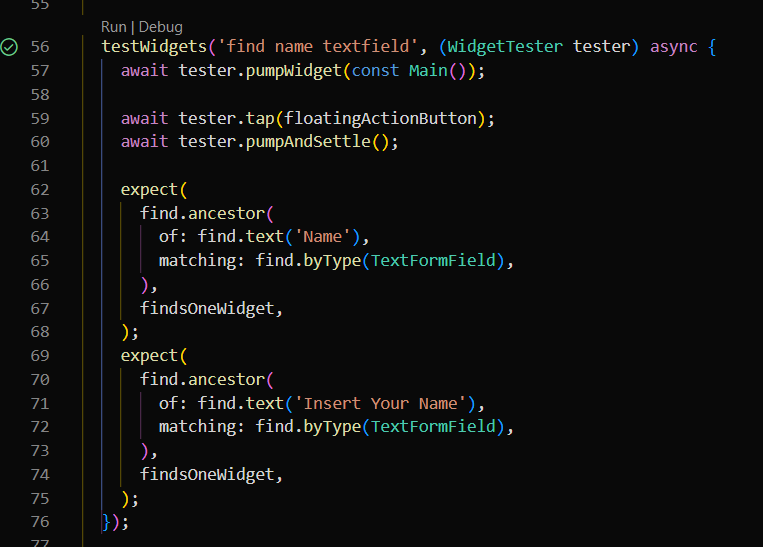 55
Run | Debug
56 testWidgets('find name textfield', (WidgetTester tester) async {
57 await tester.pumpWidget(const Main());
58
59 await tester.tap(floatingActionButton);
60 await tester.pumpAndSettle();
61
62 expect(
63 find.ancestor(
64 of: find.text('Name'),
65 matching: find.byType(TextFormField),
66 ),
67 findsOneWidget,
68 );
69 expect(
70 find.ancestor(
71 of: find.text('Insert Your Name'),
72 matching: find.byType(TextFormField),
73 ),
74 findsOneWidget,
75 );
76 });
77